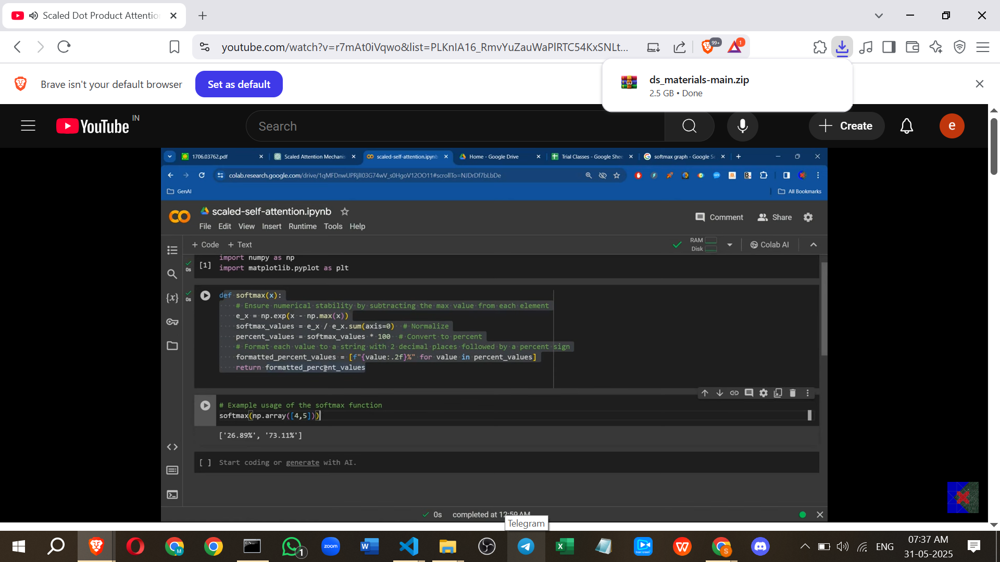 Scaled Dot Product Attentio
youtube.com/watch?v=r7mAt0iVqwo&list=PLKnIA16_RmvYuZauWaPlRTC54KxSNLt...
99+
1
Brave isn't your default browser
Set as default
ds_materials-main.zip
2.5 GB • Done
YouTube IN
Search
Create
e
1706.03762.pdf
Scaled Attention Mechanis
scaled-self-attention.ipynb
Home - Google Drive
Trial Classes - Google Shee
softmax graph - Google Se
colab.research.google.com/drive/1qMFDnwUPRjlI03G74wV_s0HgoV12OO11#scrollTo=NJDrDf7bLbDe
GenAI
All Bookmarks
scaled-self-attention.ipynb
Comment
Share
File Edit View Insert Runtime Tools Help
+ Code + Text
RAM
Disk
Colab AI
import numpy as np
[1]
0s
import matplotlib.pyplot as plt
0s
def softmax(x):
# Ensure numerical stability by subtracting the max value from each element
e_x = np.exp(x - np.max(x))
softmax_values = e_x / e_x.sum(axis=0) # Normalize
percent_values = softmax_values * 100 # Convert to percent
# Format each value to a string with 2 decimal places followed by a percent sign
formatted_percent_values = [f"{value:.2f}%" for value in percent_values]
return formatted_percent_values
# Example usage of the softmax function
softmax(np.array([4,5]))
['26.89%', '73.11%']
[ ] Start coding or generate with AI.
0s completed at 12:59 AM
Telegram
M
1
zoom
S
ENG
07:37 AM
31-05-2025